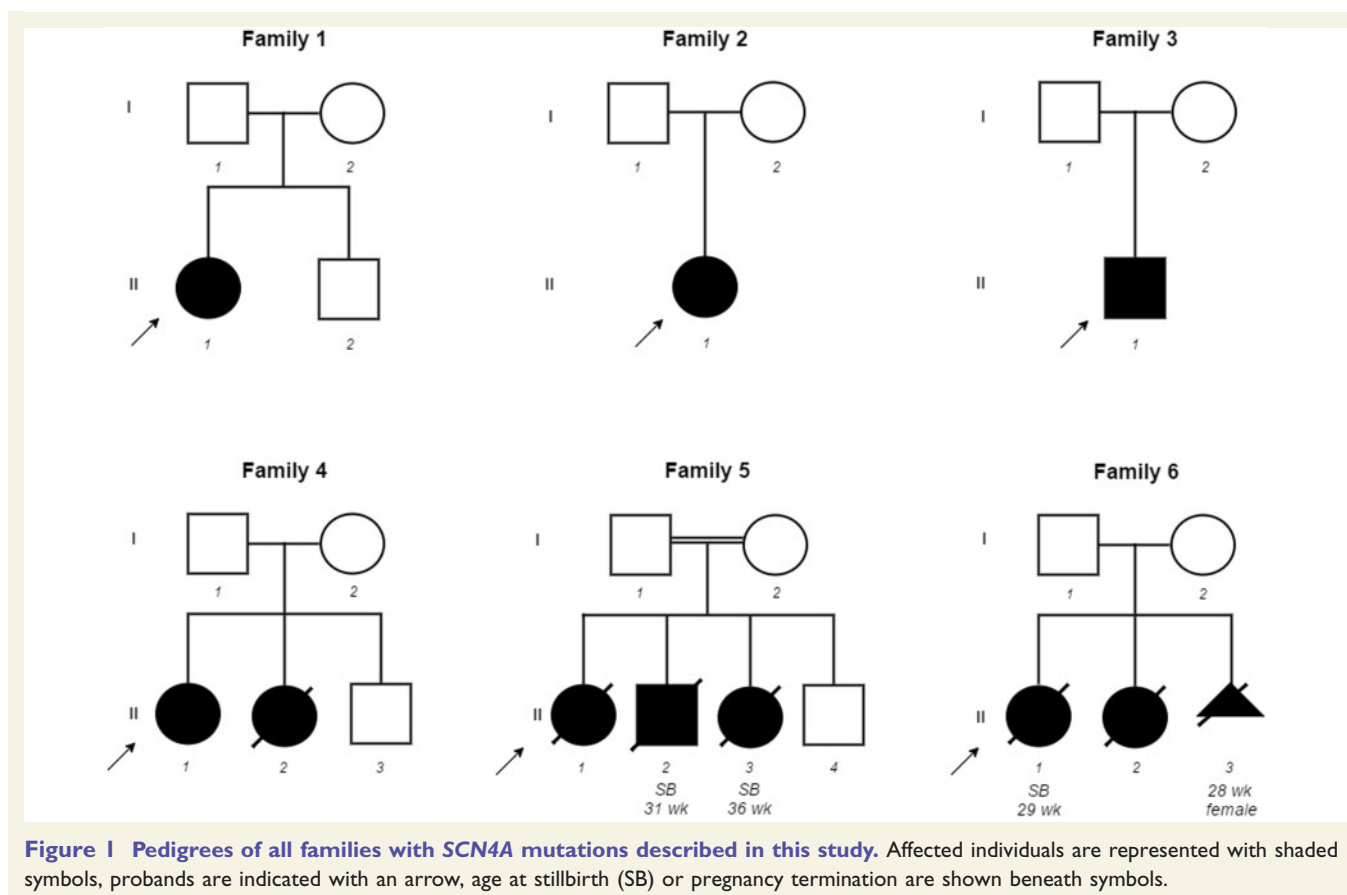 Family 1
Family 2
Family 3
I
I
I
1
2
1
2
1
2
II
II
II
1
2
1
1
Family 4
Family 5
Family 6
I
I
I
1
2
1
2
1
2
II
II
II
1
2
3
1
2
3
4
1
2
3
SB
SB
SB
28 wk
31 wk
36 wk
29 wk
female
Figure 1 Pedigrees of all families with SCN4A mutations described in this study. Affected individuals are represented with shaded
symbols, probands are indicated with an arrow, age at stillbirth (SB) or pregnancy termination are shown beneath symbols.